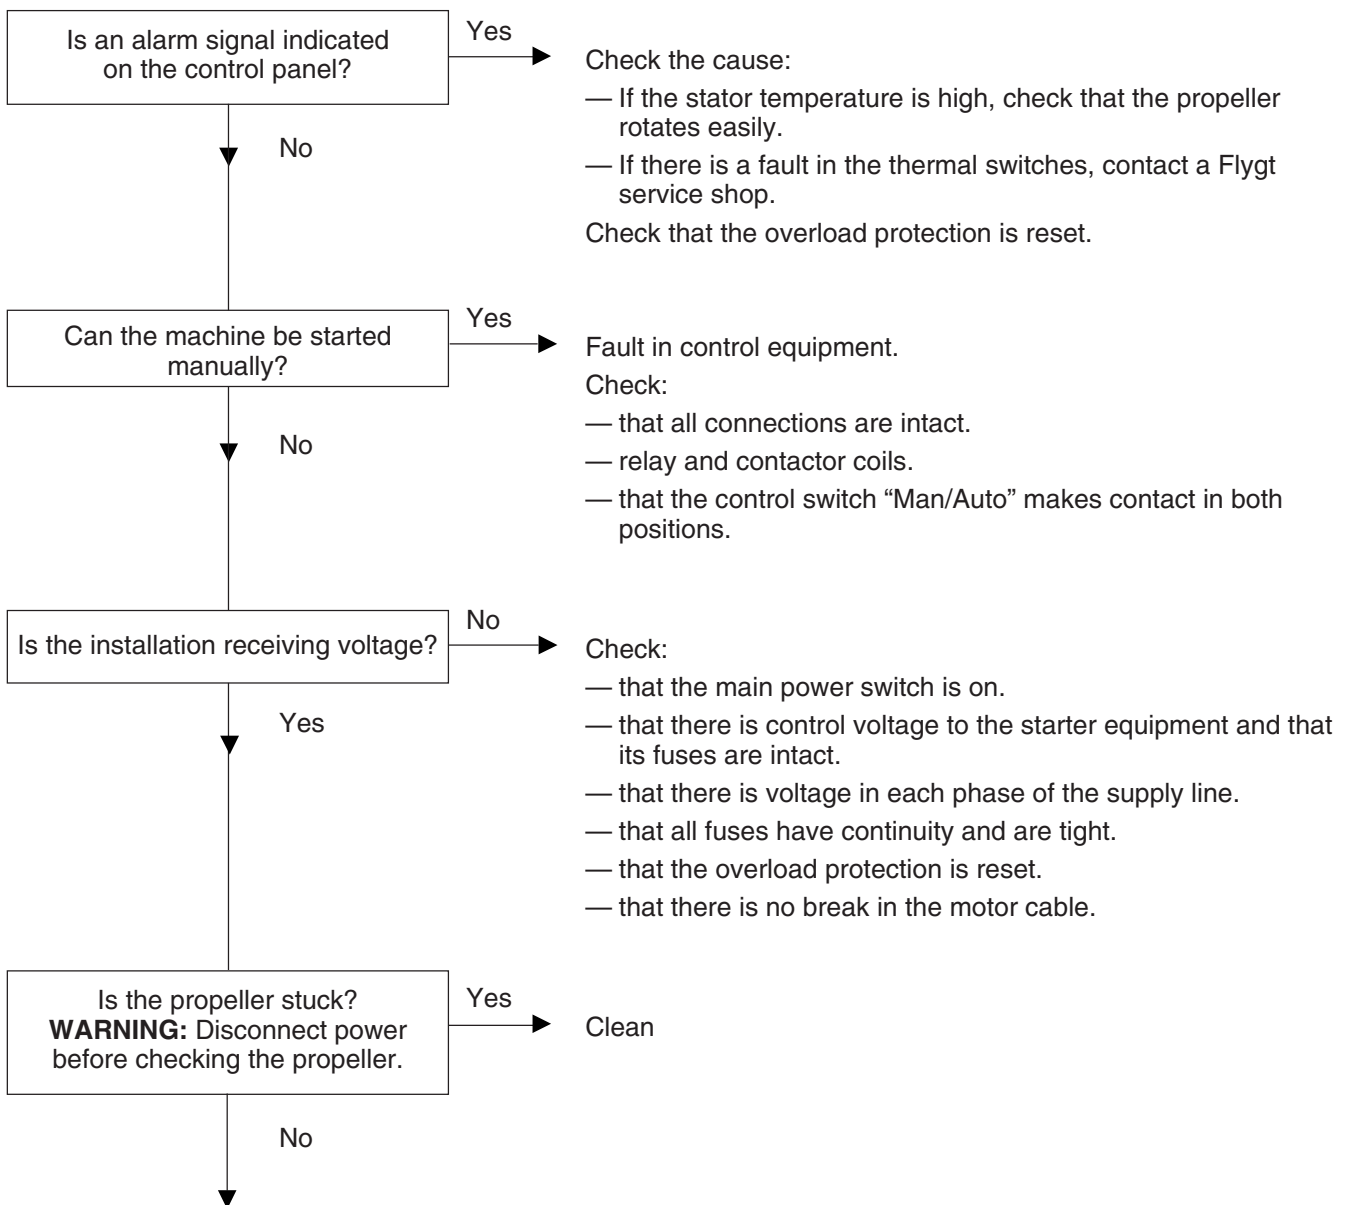 Is an alarm signal indicated
on the control panel?
Yes
Check the cause:
— If the stator temperature is high, check that the propeller
rotates easily.
— If there is a fault in the thermal switches, contact a Flygt
service shop.
Check that the overload protection is reset.
No
Can the machine be started
manually?
Yes
Fault in control equipment.
Check:
— that all connections are intact.
— relay and contactor coils.
— that the control switch “Man/Auto” makes contact in both
positions.
No
Is the installation receiving voltage?
No
Check:
— that the main power switch is on.
— that there is control voltage to the starter equipment and that
its fuses are intact.
— that there is voltage in each phase of the supply line.
— that all fuses have continuity and are tight.
— that the overload protection is reset.
— that there is no break in the motor cable.
Yes
Is the propeller stuck?
WARNING: Disconnect power
before checking the propeller.
Yes
Clean
No